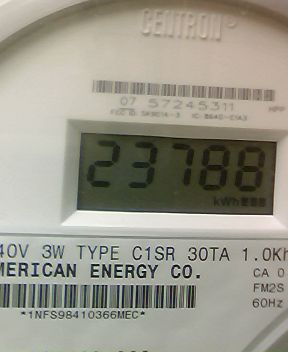 CENTRON
07 57245311
23788
kWh
40V 3W TYPE C1SR 30TA 1.0Kh
MERICAN ENERGY CO.
CA 0
FM2S
60Hz
*1NFS98410366MEC*